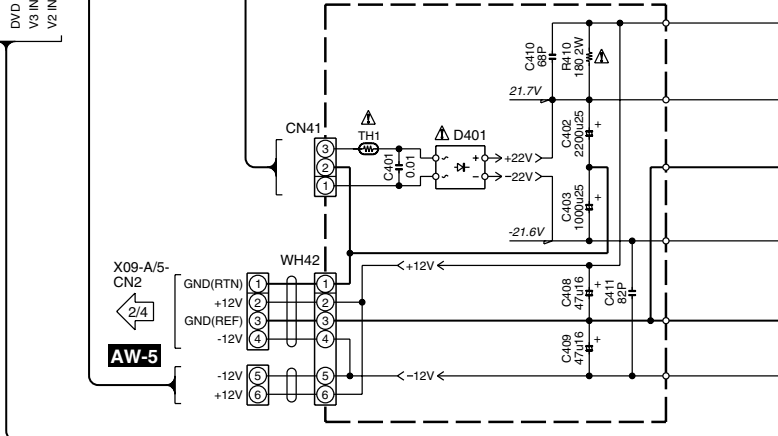 DVD
V3 IN
V2 IN
C410
68P
R410
180 2W
21.7V
CN41
TH1
D401
C401
0.01
3
2
1
~
~
+
−
+22V
−22V
C402
2200u25
+
C403
1000u25
+
-21.6V
X09-A/5-
CN2
2/4
AW-5
WH42
GND(RTN) 1 1
+12V 2 2
GND(REF) 3 3
-12V 4 4
-12V 5 5
+12V 6 6
+12V
−12V
C408
47u16
+
C411
82P
C409
47u16
+